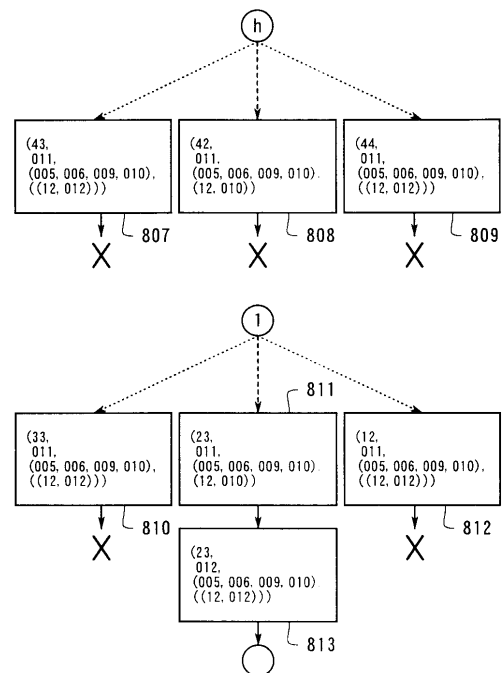 h
(43,
011,
(005, 006, 009, 010),
((12, 012)))
807
X
(42,
011,
(005, 006, 009, 010),
(12, 010))
808
X
(44,
011,
(005, 006, 009, 010),
((12, 012)))
809
X
l
811
(33,
011,
(005, 006, 009, 010),
((12, 012)))
810
X
(23,
011,
(005, 006, 009, 010)
(12, 010))
(12,
011,
(005, 006, 009, 010),
((12, 012)))
812
X
(23,
012,
(005, 006, 009, 010)
((12, 012)))
813